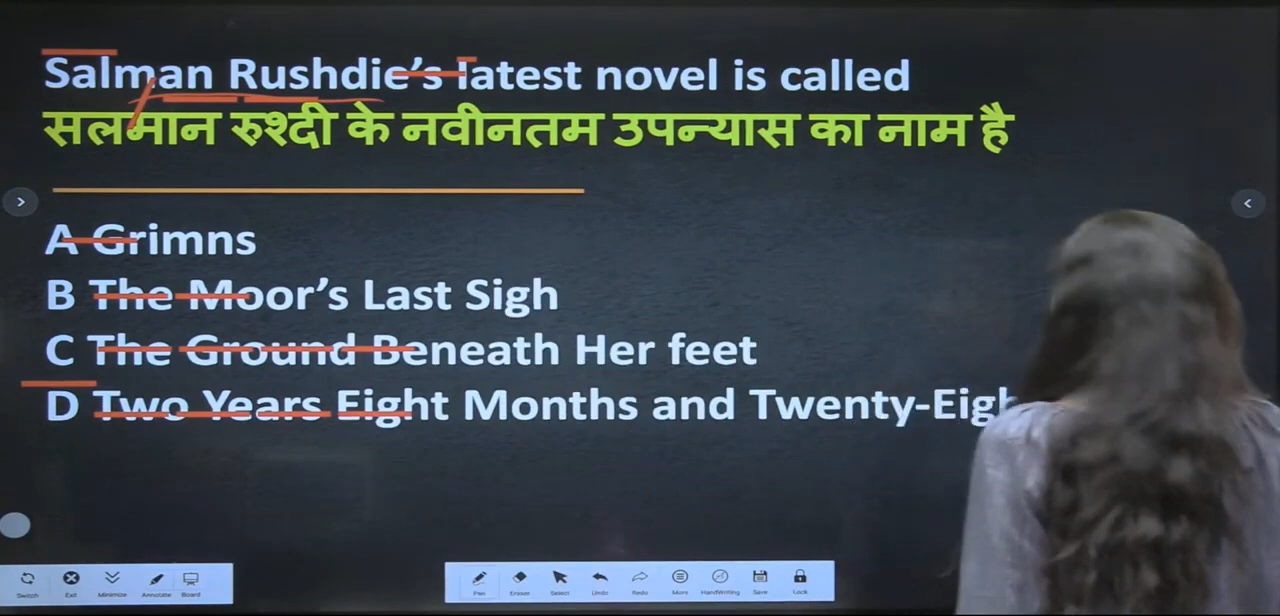 Salman Rushdie's latest novel is called
सलमान रुश्दी के नवीनतम उपन्यास का नाम है
A Grimns
B The Moor's Last Sigh
C The Ground Beneath Her feet
D Two Years Eight Months and
Switch Exit Minimize Annotate Board
Pen Eraser Select Undo Redo More HandWriting Save Lock